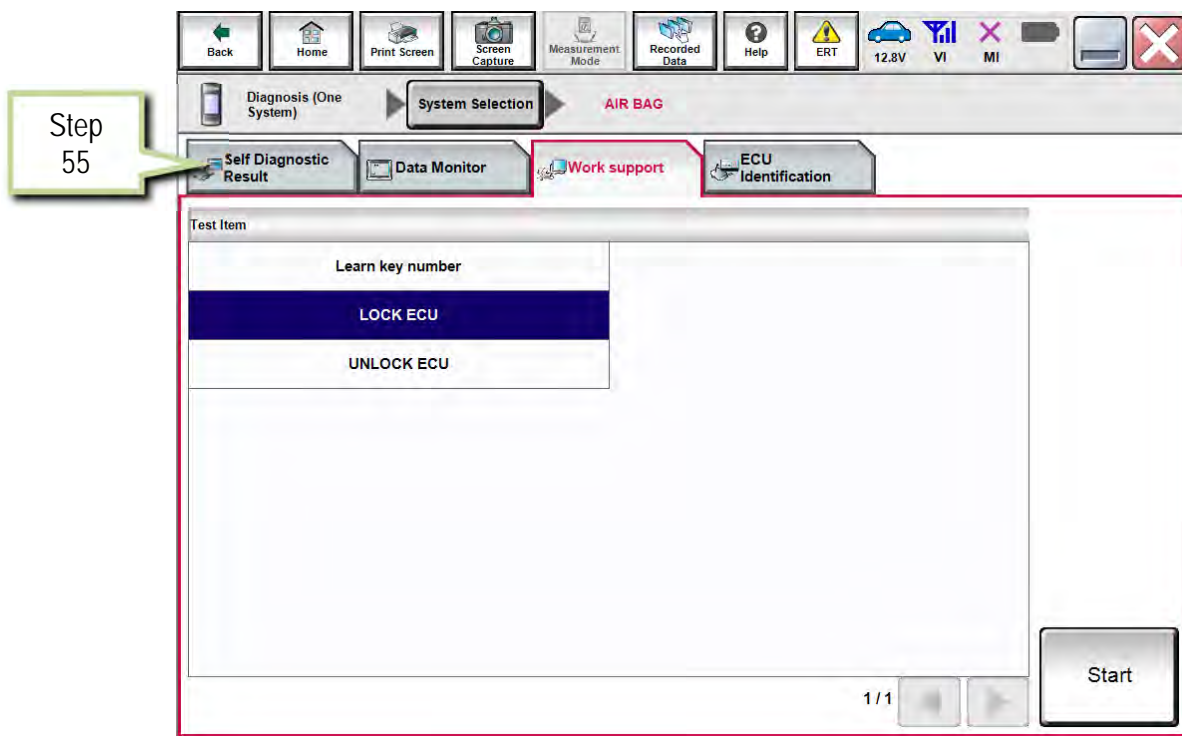 Back
Home
Print Screen
Screen
Capture
Measurement
Mode
Recorded
Data
Help
ERT
12.8V
VI
MI
Diagnosis (One
System)
System Selection
AIR BAG
Step
55
Self Diagnostic
Result
Data Monitor
Work support
ECU
Identification
Test Item
Learn key number
LOCK ECU
UNLOCK ECU
1/1
Start